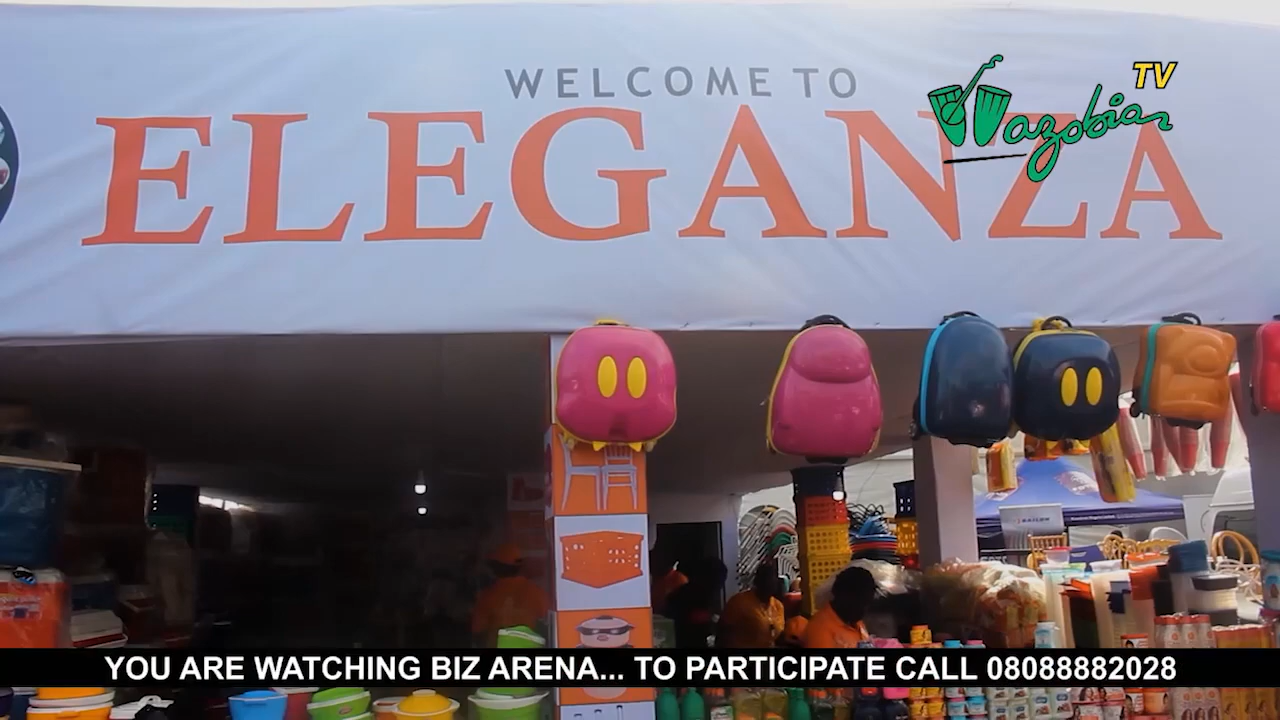 WELCOME TO
ELEGANZA
Wazobia TV
YOU ARE WATCHING BIZ ARENA... TO PARTICIPATE CALL 08088882028